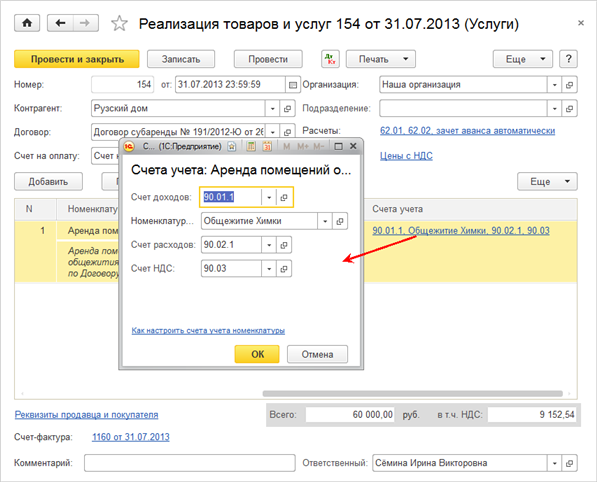 Реализация товаров и услуг 154 от 31.07.2013 (Услуги)
Провести и закрыть Записать Провести Дт Кт Печать Еще ?
Номер: 154 от: 31.07.2013 23:59:59 Организация: Наша организация
Контрагент: Рузский дом Подразделение:
Договор: Договор субаренды № 191/2012-Ю от 26 Расчеты: 62.01, 62.02, зачет аванса автоматически
Счет на оплату: Счет Цены с НДС
Добавить Еще
N Номенклату Счета учета
1 Аренда пом 90.01.1, Общежитие Химки, 90.02.1, 90.03
Аренда пом
общежития
по Договору
С... (1С:Предприятие) M M+ M-
Счета учета: Аренда помещений о...
Счет доходов: 90.01.1
Номенклатур... Общежитие Химки
Счет расходов: 90.02.1
Счет НДС: 90.03
Как настроить счета учета номенклатуры
ОК Отмена
Реквизиты продавца и покупателя Всего: 60 000,00 руб. в т.ч. НДС: 9 152,54
Счет-фактура: 1160 от 31.07.2013
Комментарий: Ответственный: Сёмина Ирина Викторовна